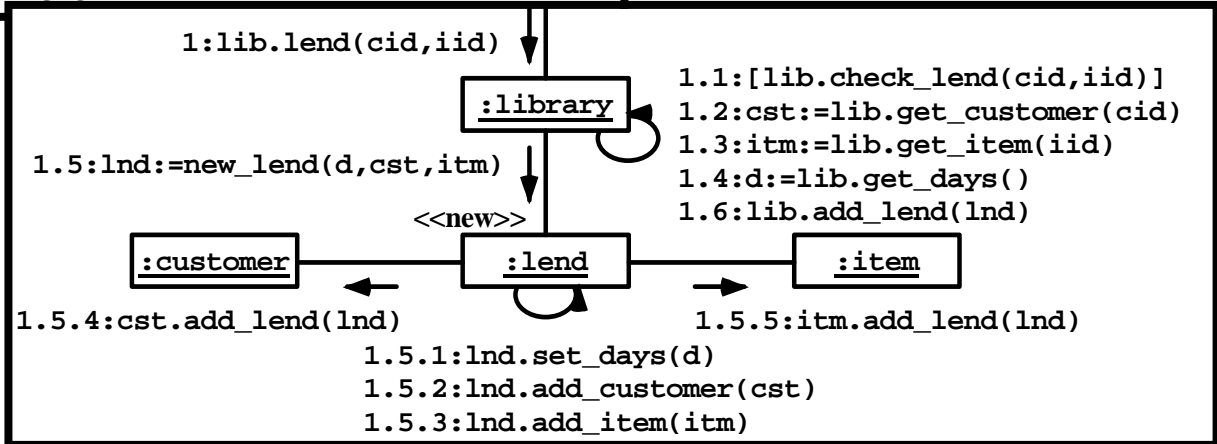 1:lib.lend(cid,iid)
1.1:[lib.check_lend(cid,iid)]
:library
1.2:cst:=lib.get_customer(cid)
1.3:itm:=lib.get_item(iid)
1.5:lnd:=new_lend(d,cst,itm)
1.4:d:=lib.get_days()
1.6:lib.add_lend(lnd)
<<new>>
:customer
:lend
:item
1.5.4:cst.add_lend(lnd)
1.5.5:itm.add_lend(lnd)
1.5.1:lnd.set_days(d)
1.5.2:lnd.add_customer(cst)
1.5.3:lnd.add_item(itm)